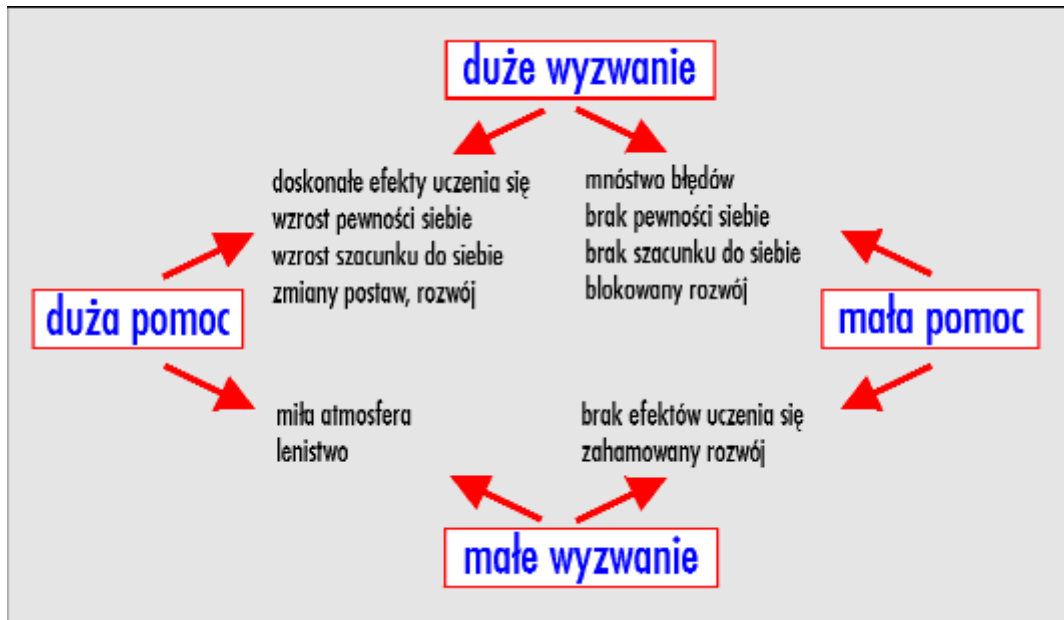 duże wyzwanie
doskonałe efekty uczenia się
wzrost pewności siebie
wzrost szacunku do siebie
zmiany postaw, rozwój
mnóstwo błędów
brak pewności siebie
brak szacunku do siebie
blokowany rozwój
duża pomoc
mała pomoc
miła atmosfera
lenistwo
brak efektów uczenia się
zahamowany rozwój
małe wyzwanie